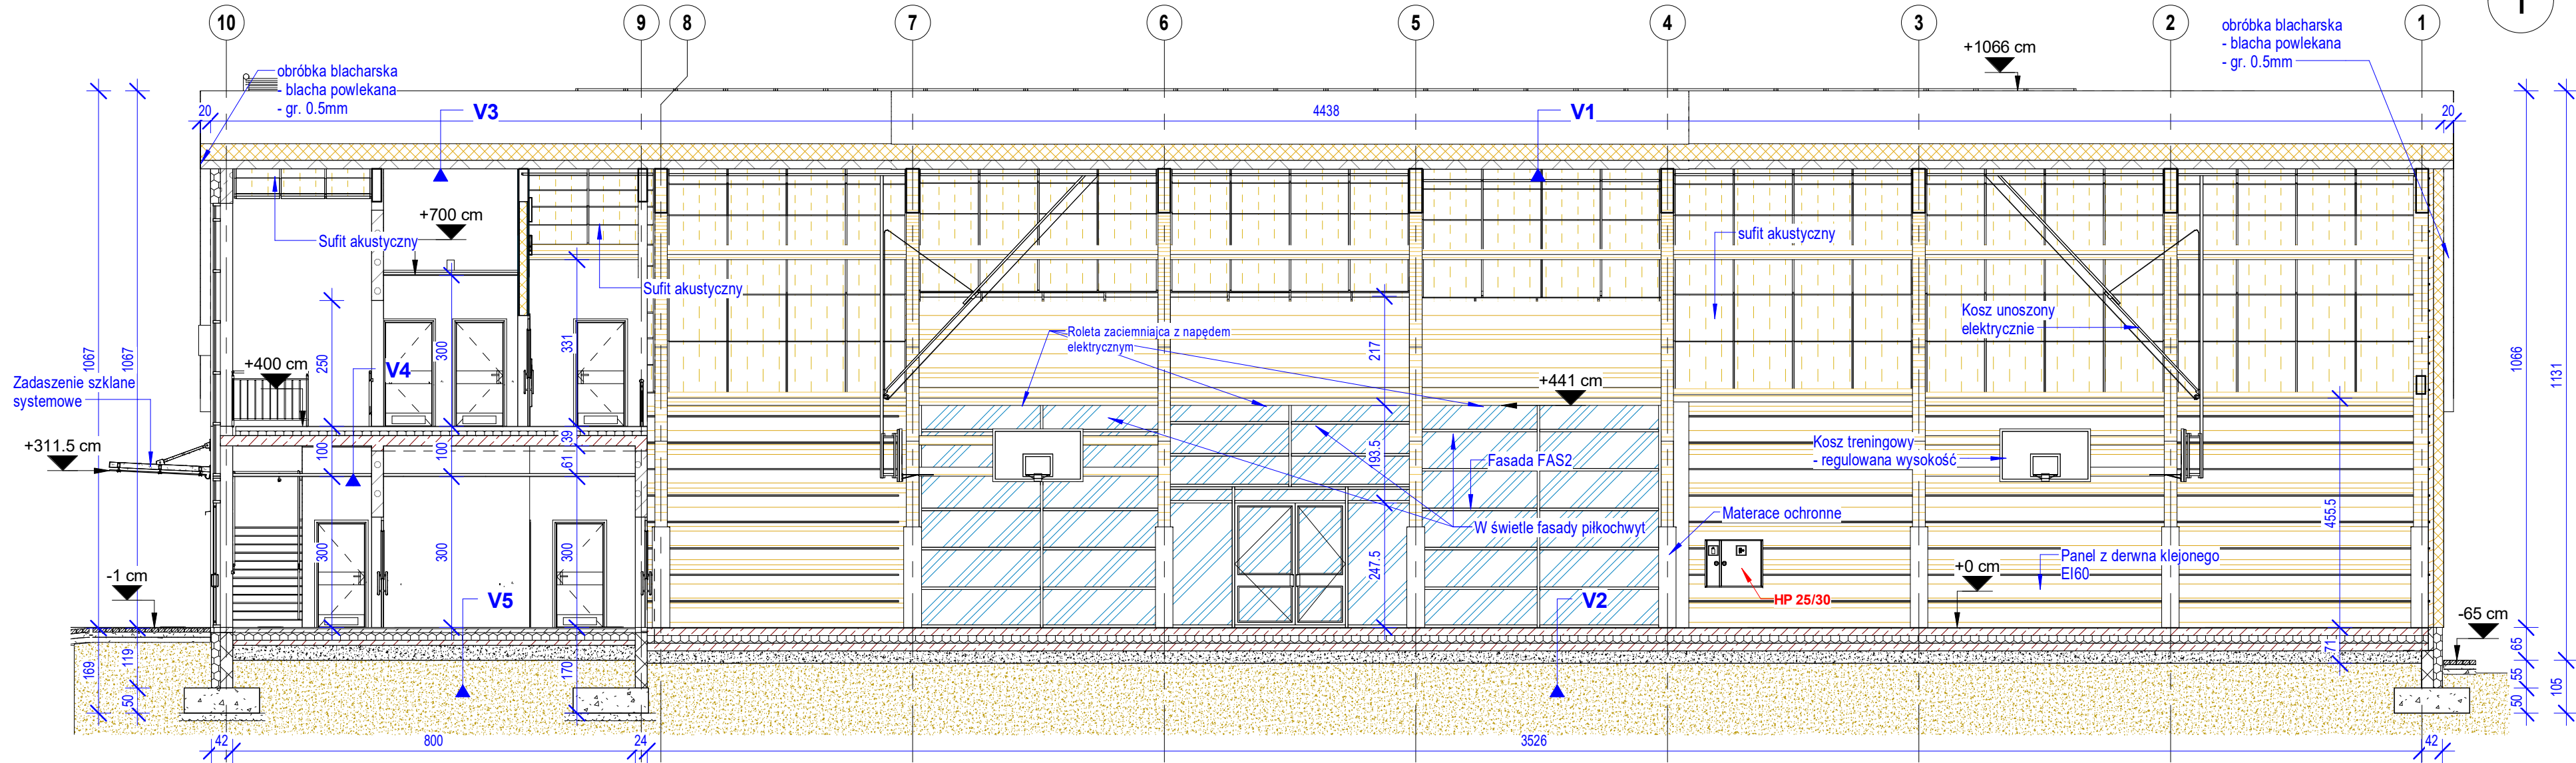 10
9
8
7
6
5
4
3
2
1
obróbka blacharska
- blacha powlekana
- gr. 0.5mm
+1066 cm
obróbka blacharska
- blacha powlekana
- gr. 0.5mm
20
V3
4438
V1
20
+700 cm
Sufit akustyczny
Sufit akustyczny
sufit akustyczny
Kosz unoszony
elektrycznie
Roleta zaciemniajca z napędem
elektrycznym
1067
1067
250
300
331
217
1066
1131
+400 cm
V4
Zadaszenie szklane
systemowe
+441 cm
+311.5 cm
100
100
39
61
193.5
Fasada FAS2
Kosz treningowy
- regulowana wysokość
W świetle fasady piłkochwyt
Materace ochronne
455.5
300
300
300
247.5
Panel z derwna klejonego
EI60
-1 cm
+0 cm
HP 25/30
V5
V2
-65 cm
169
119
50
170
71
65
55
50
105
42
800
24
3526
42